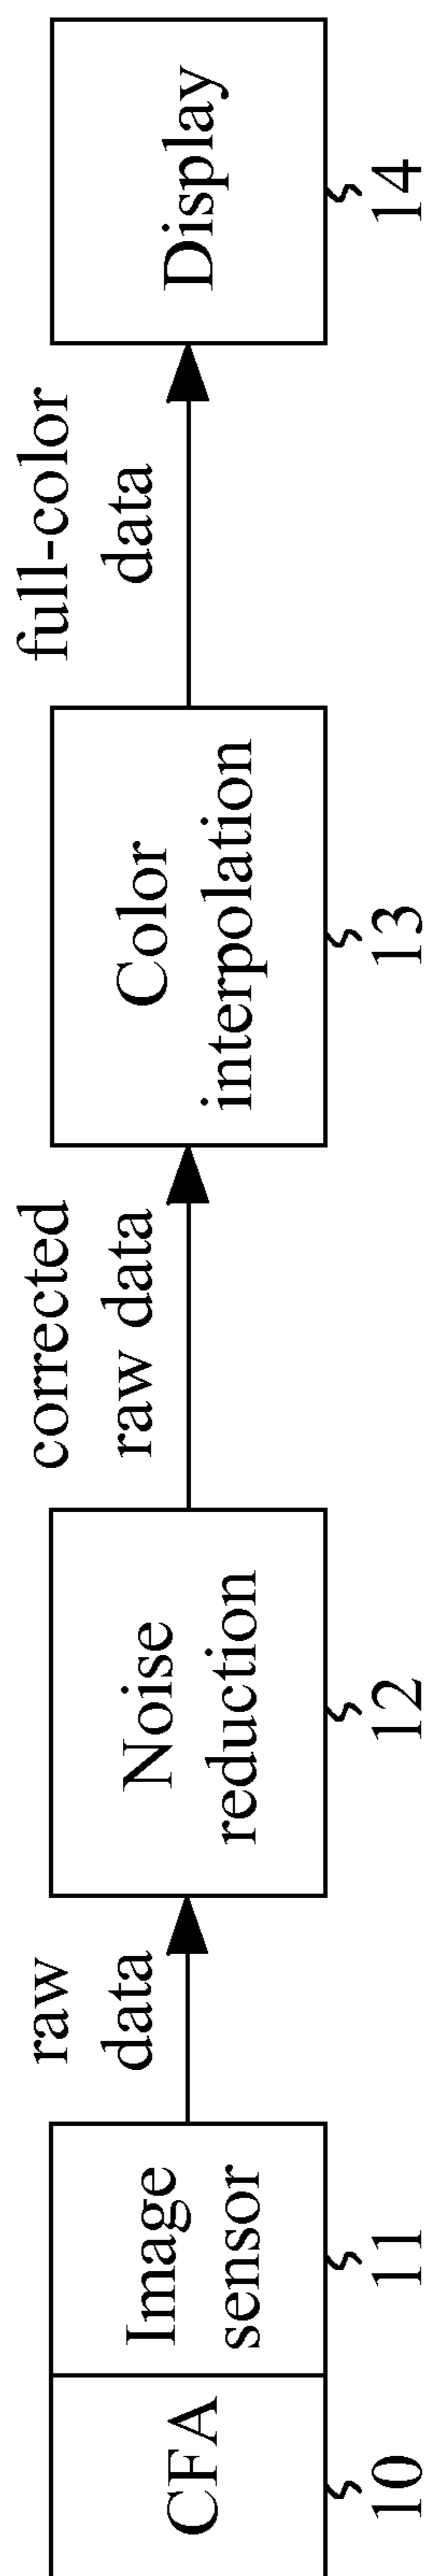 CFA
10
Image
sensor
11
raw
data
Noise
reduction
12
corrected
raw data
Color
interpolation
13
full-color
data
Display
14